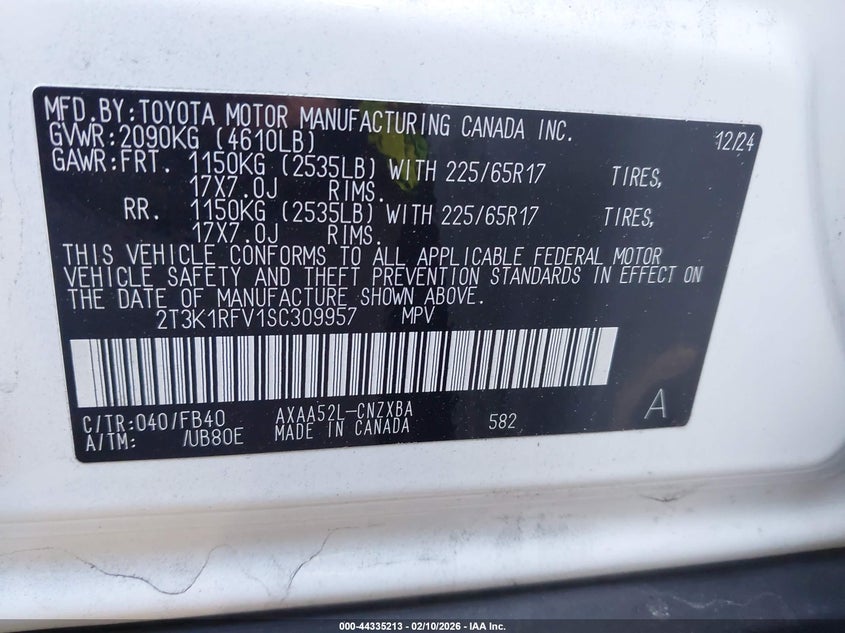 MFD.BY:TOYOTA MOTOR MANUFACTURING CANADA INC. 12/24
GVWR:2090KG (4610LB)
GAWR:FRT. 1150KG (2535LB) WITH 225/65R17 TIRES,
17X7.0J RIMS.
RR. 1150KG (2535LB) WITH 225/65R17 TIRES,
17X7.0J RIMS.
THIS VEHICLE CONFORMS TO ALL APPLICABLE FEDERAL MOTOR
VEHICLE SAFETY AND THEFT PREVENTION STANDARDS IN EFFECT ON
THE DATE OF MANUFACTURE SHOWN ABOVE.
2T3K1RFV1SC309957 MPV
C/TR:040/FB40 AXAA52L-CNZXBA 582 A
A/TM: /UB80E MADE IN CANADA
000-44335213 - 02/10/2026 - IAA Inc.